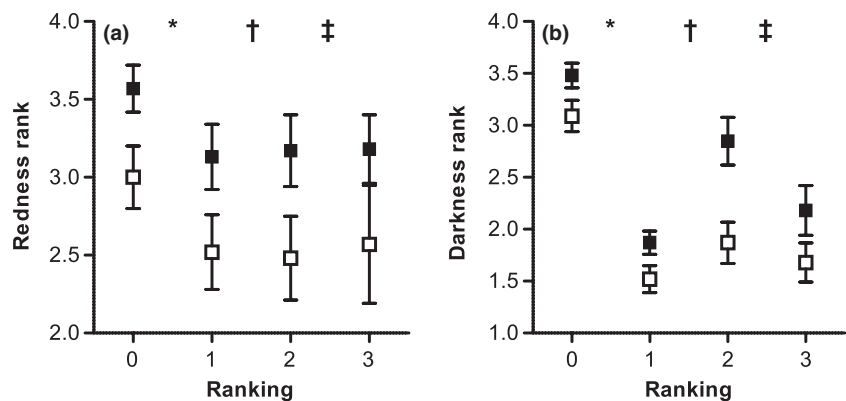 (a) * † ‡
4.0
3.5
3.0
2.5
2.0
Redness rank
0 1 2 3
Ranking
(b) * † ‡
4.0
3.5
3.0
2.5
2.0
1.5
1.0
Darkness rank
0 1 2 3
Ranking